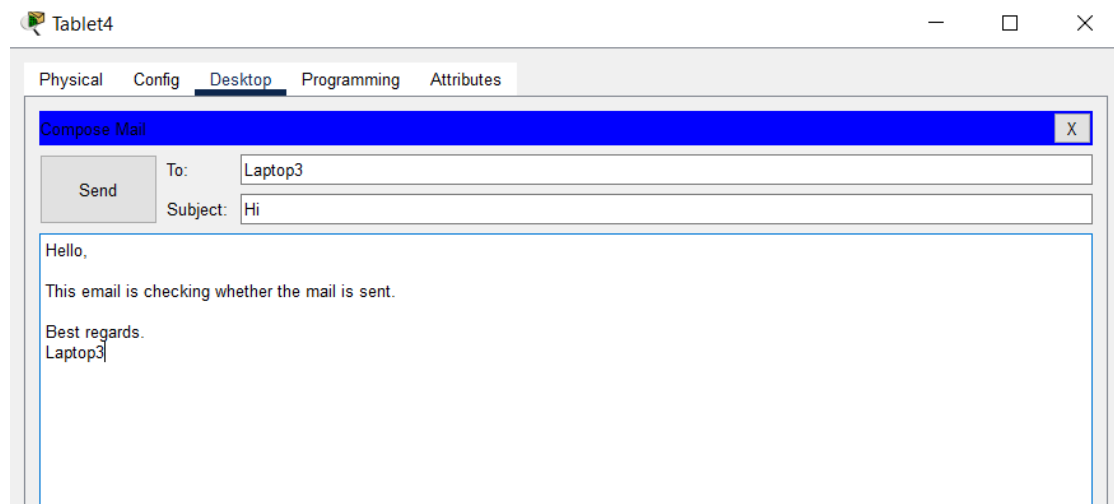 Tablet4
Physical Config Desktop Programming Attributes
Compose Mail X
Send
To: Laptop3
Subject: Hi
Hello,
This email is checking whether the mail is sent.
Best regards.
Laptop3